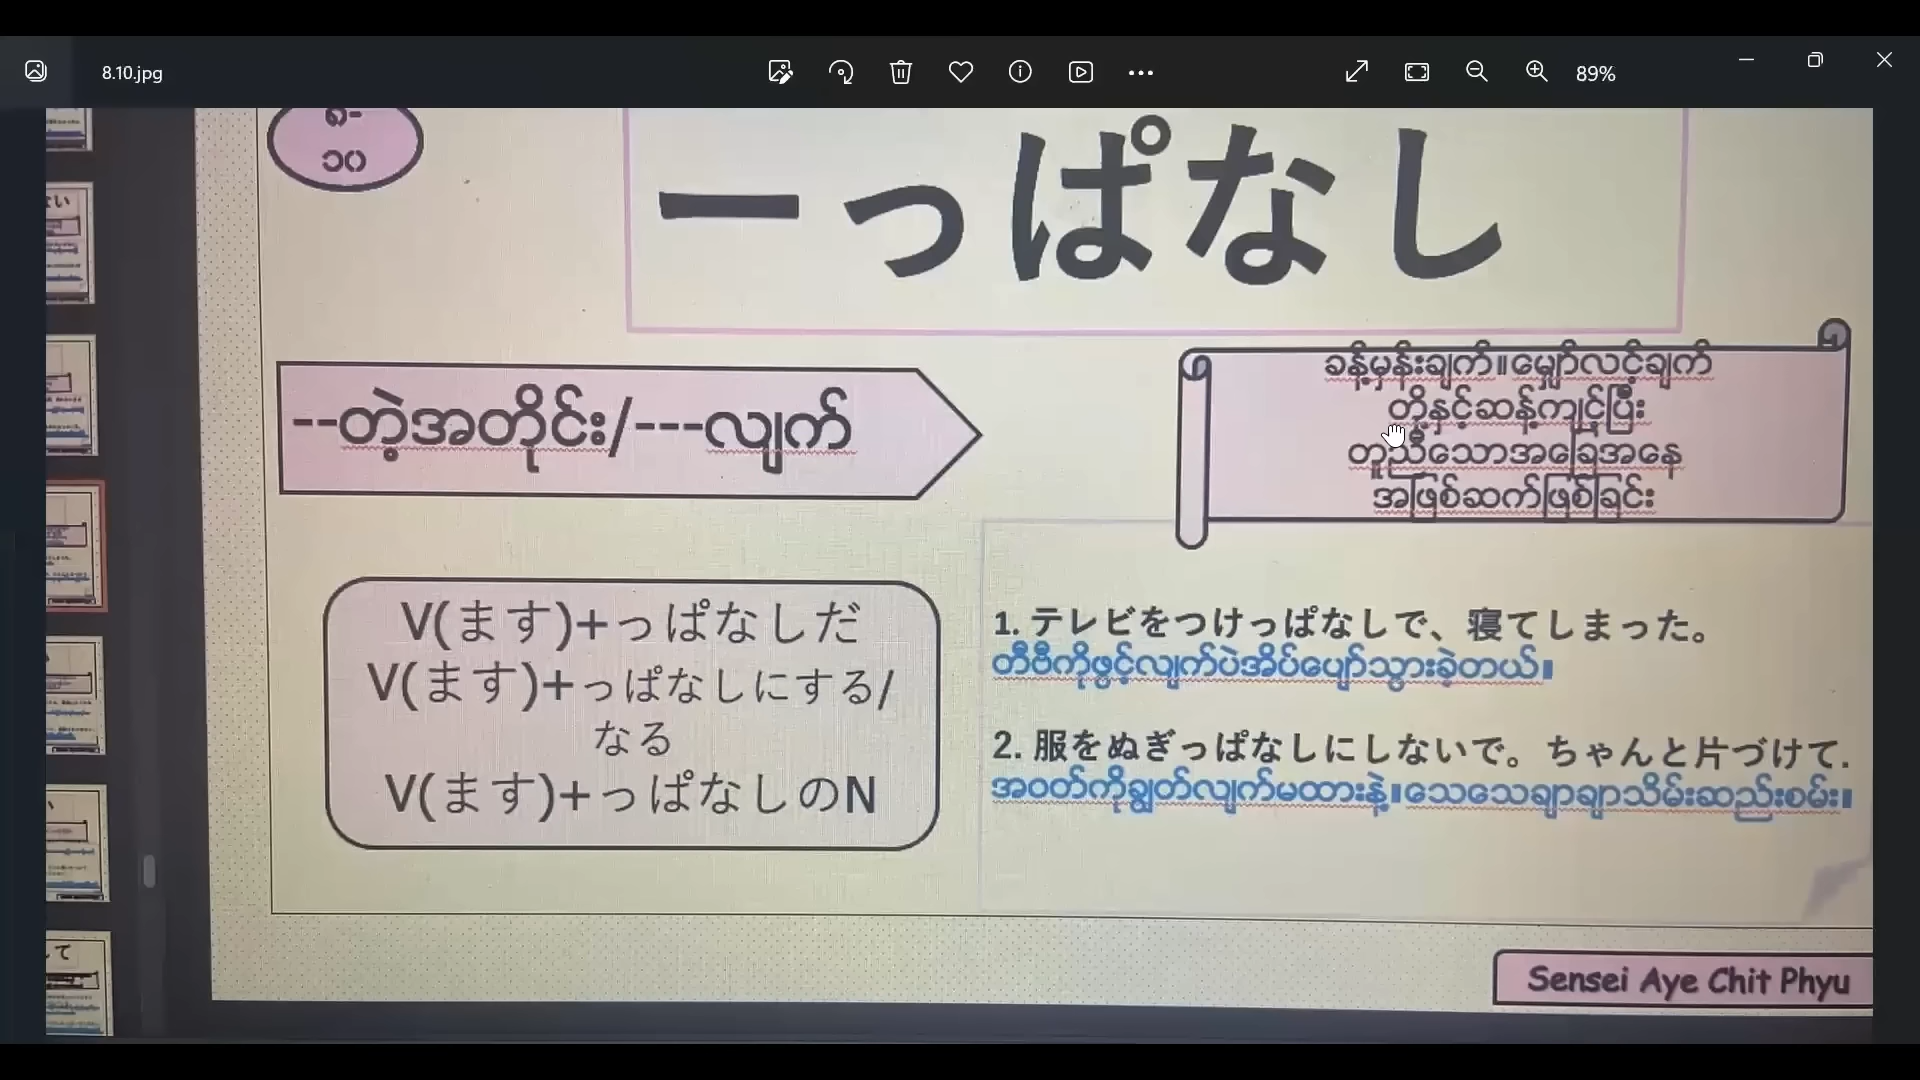 8.10.jpg
89%
၈-
၁၀
ーっぱなし
--တဲ့အတိုင်း/---လျက်
ခန့်မှန်းချက်။မျှော်လင့်ချက်
တို့နှင့်ဆန့်ကျင့်ပြီး
တူညီသောအခြေအနေ
အဖြစ်ဆက်ဖြစ်ခြင်း
V(ます)+っぱなしだ
V(ます)+っぱなしにする/
なる
V(ます)+っぱなしのN
1. テレビをつけっぱなしで、寝てしまった。
တီဗီကိုဖွင့်လျက်ပဲအိပ်ပျော်သွားခဲ့တယ်။
2. 服をぬぎっぱなしにしないで。ちゃんと片づけて.
အဝတ်ကိုချွတ်လျက်မထားနဲ့။သေသေချာချာသိမ်းဆည်းစမ်း။
Sensei Aye Chit Phyu